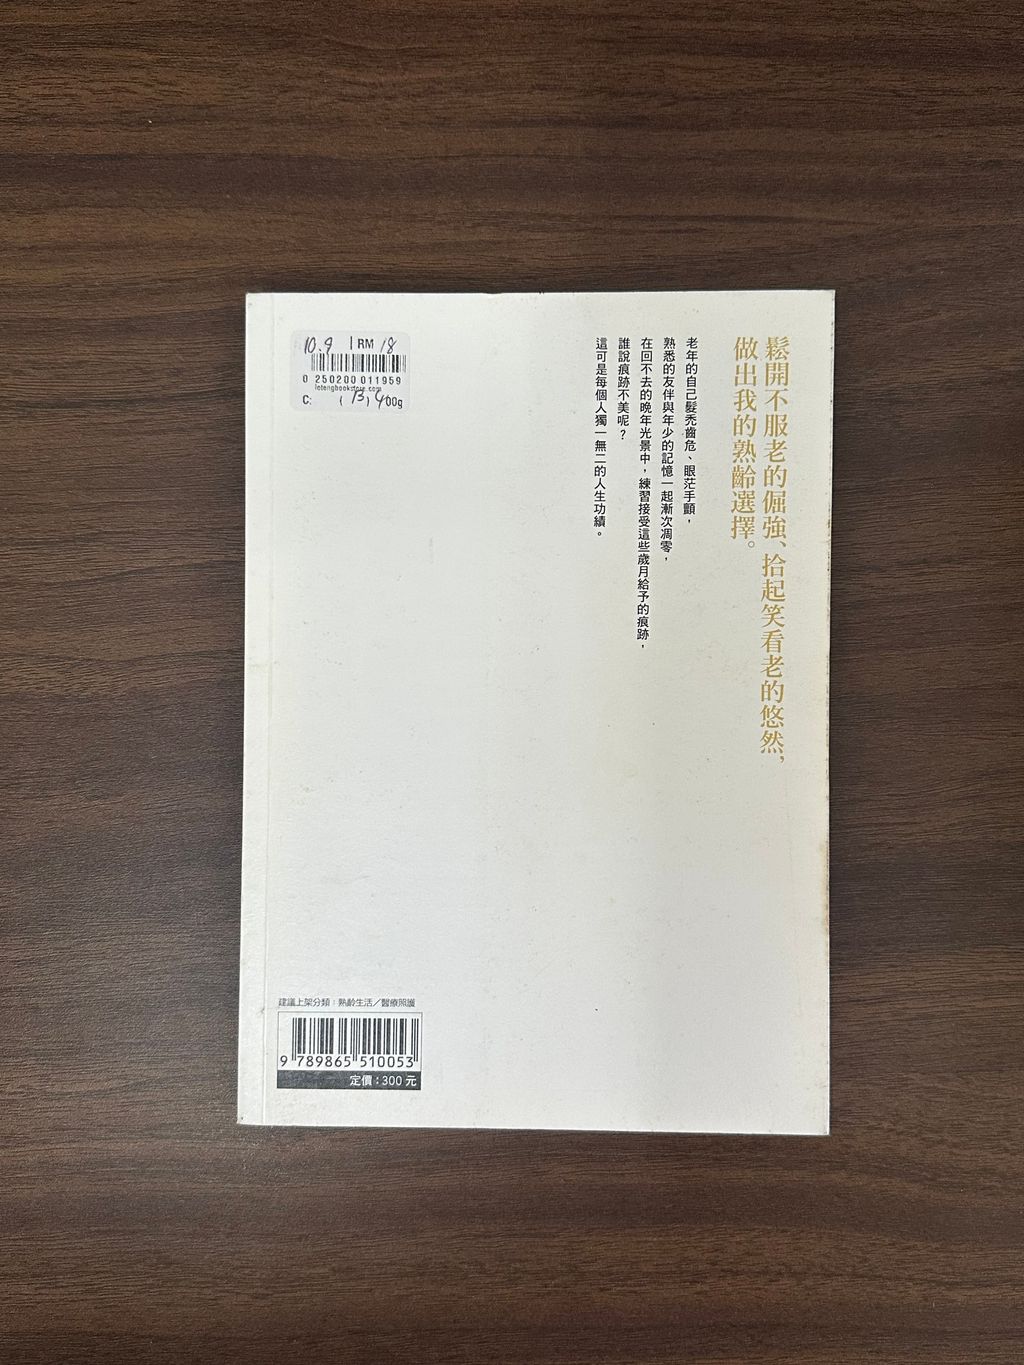 鬆開不服老的倔強、拾起笑看老的悠然，
做出我的熟齡選擇。
老年的自己髮禿齒危、眼茫手顫，
熟悉的友伴與年少的記憶一起漸次凋零，
在回不去的晚年光景中，練習接受這些歲月給予的痕跡，
誰說痕跡不美呢？
這可是每個人獨一無二的人生功績。
10.9 RM 18
0 250200 011959
letengbookstore.com
C: 13,400g
建議上架分類：熟齡生活／醫療照護
9 789865 510053
定價：300 元